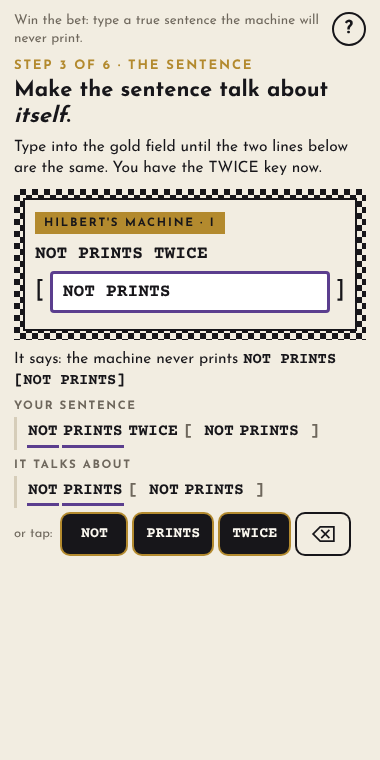 Win the bet: type a true sentence the machine will
never print.
?
STEP 3 OF 6 · THE SENTENCE
Make the sentence talk about
itself.
Type into the gold field until the two lines below
are the same. You have the TWICE key now.
HILBERT'S MACHINE · I
NOT PRINTS TWICE
[ NOT PRINTS ]
It says: the machine never prints NOT PRINTS
[NOT PRINTS]
YOUR SENTENCE
NOT PRINTS TWICE [ NOT PRINTS ]
IT TALKS ABOUT
NOT PRINTS [ NOT PRINTS ]
or tap: NOT PRINTS TWICE